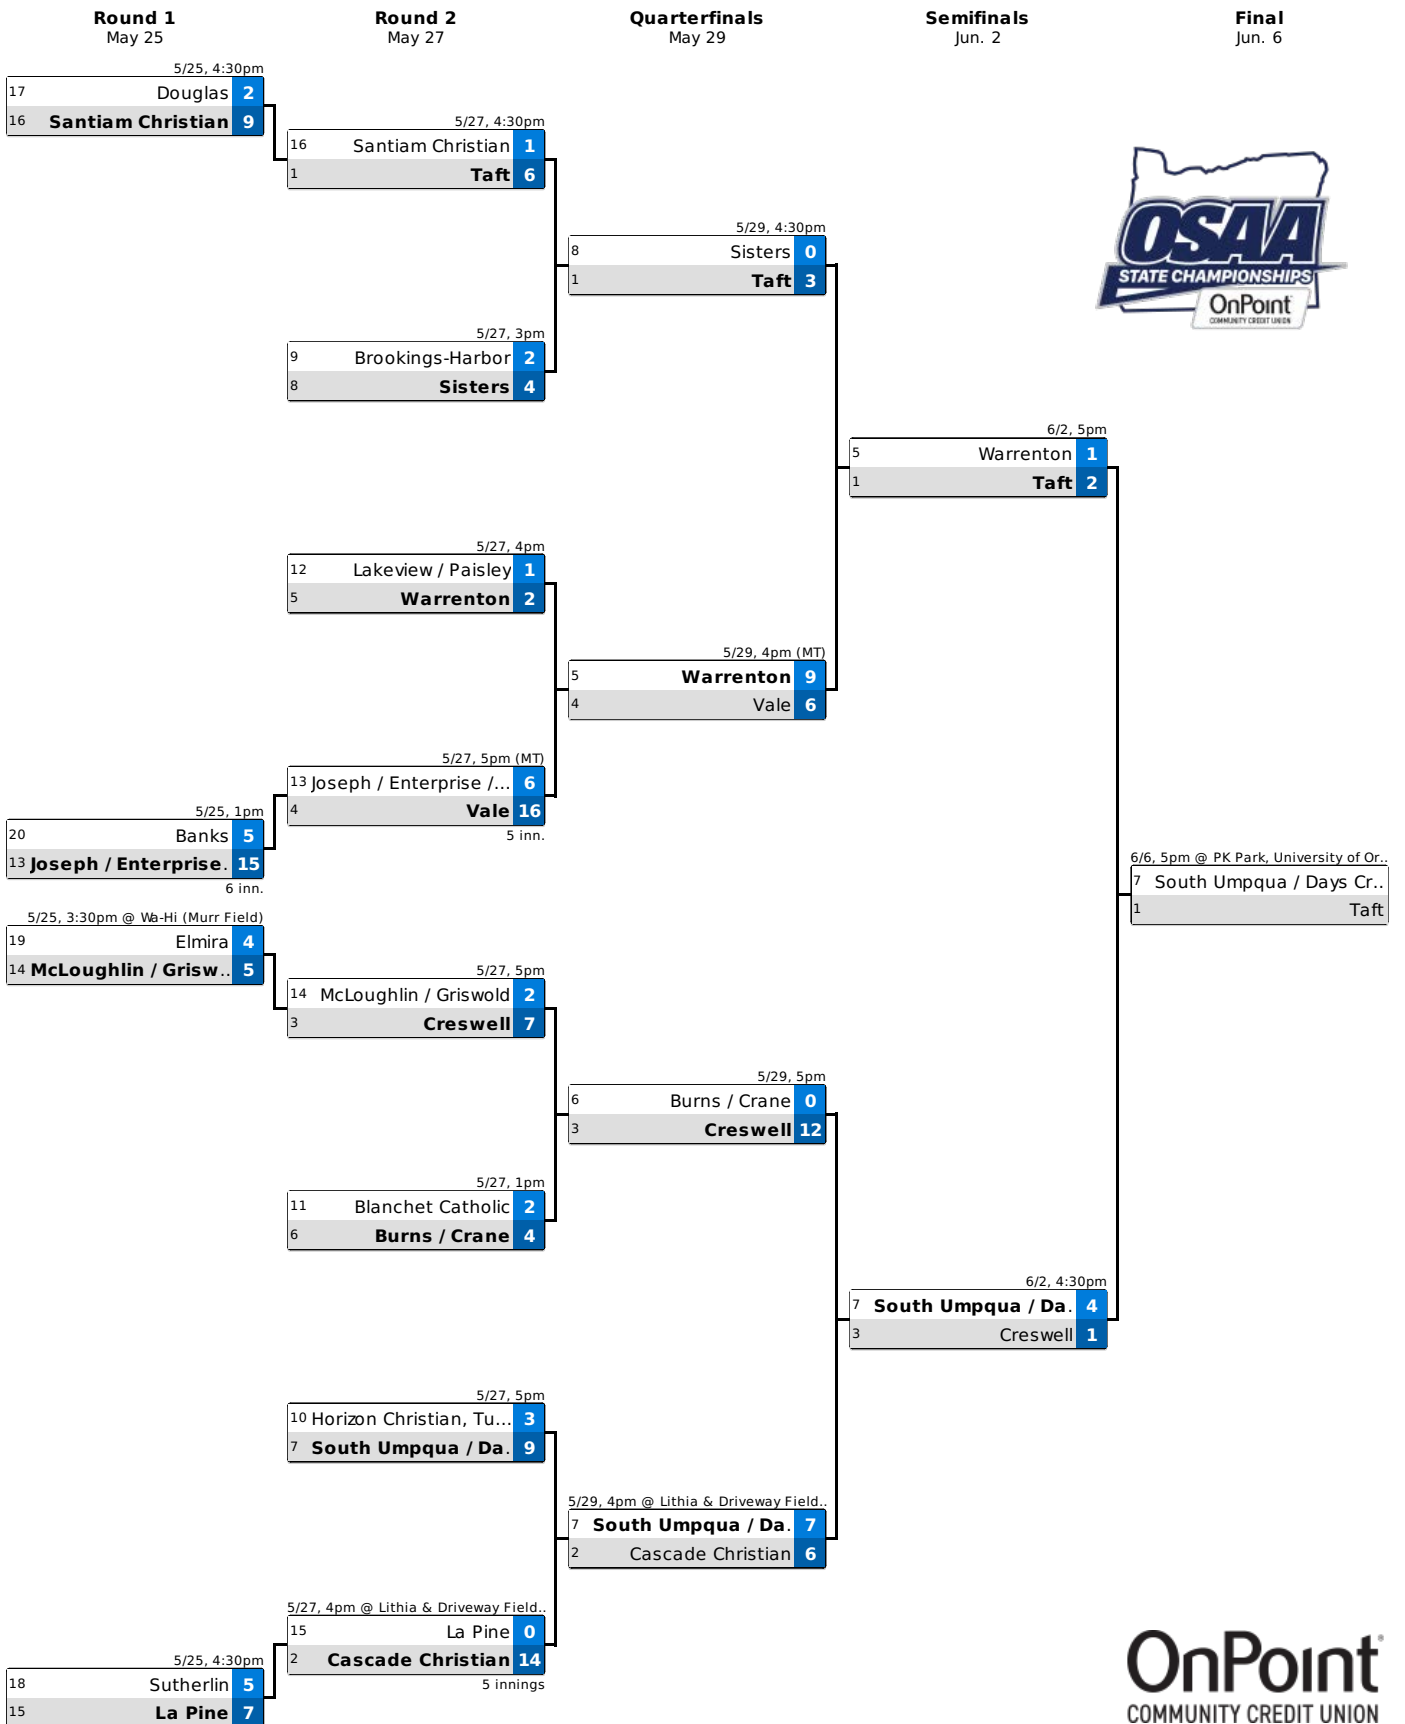 Round 1
May 25
Round 2
May 27
Quarterfinals
May 29
Semifinals
Jun. 2
Final
Jun. 6
5/25, 4:30pm
17 Douglas 2
16 Santiam Christian 9
5/27, 4:30pm
16 Santiam Christian 1
1 Taft 6
5/29, 4:30pm
8 Sisters 0
1 Taft 3
OSAA
STATE CHAMPIONSHIPS
OnPoint
COMMUNITY CREDIT UNION
5/27, 3pm
9 Brookings-Harbor 2
8 Sisters 4
6/2, 5pm
5 Warrenton 1
1 Taft 2
5/27, 4pm
12 Lakeview / Paisley 1
5 Warrenton 2
5/29, 4pm (MT)
5 Warrenton 9
4 Vale 6
5/27, 5pm (MT)
13 Joseph / Enterprise /... 6
4 Vale 16
5 inn.
5/25, 1pm
20 Banks 5
13 Joseph / Enterprise. 15
6 inn.
6/6, 5pm @ PK Park, University of Or..
7 South Umpqua / Days Cr..
1 Taft
5/25, 3:30pm @ Wa-Hi (Murr Field)
19 Elmira 4
14 McLoughlin / Grisw.. 5
5/27, 5pm
14 McLoughlin / Griswold 2
3 Creswell 7
5/29, 5pm
6 Burns / Crane 0
3 Creswell 12
5/27, 1pm
11 Blanchet Catholic 2
6 Burns / Crane 4
6/2, 4:30pm
7 South Umpqua / Da. 4
3 Creswell 1
5/27, 5pm
10 Horizon Christian, Tu... 3
7 South Umpqua / Da. 9
5/29, 4pm @ Lithia & Driveway Field..
7 South Umpqua / Da. 7
2 Cascade Christian 6
5/27, 4pm @ Lithia & Driveway Field..
15 La Pine 0
2 Cascade Christian 14
5 innings
5/25, 4:30pm
18 Sutherlin 5
15 La Pine 7
OnPoint
COMMUNITY CREDIT UNION